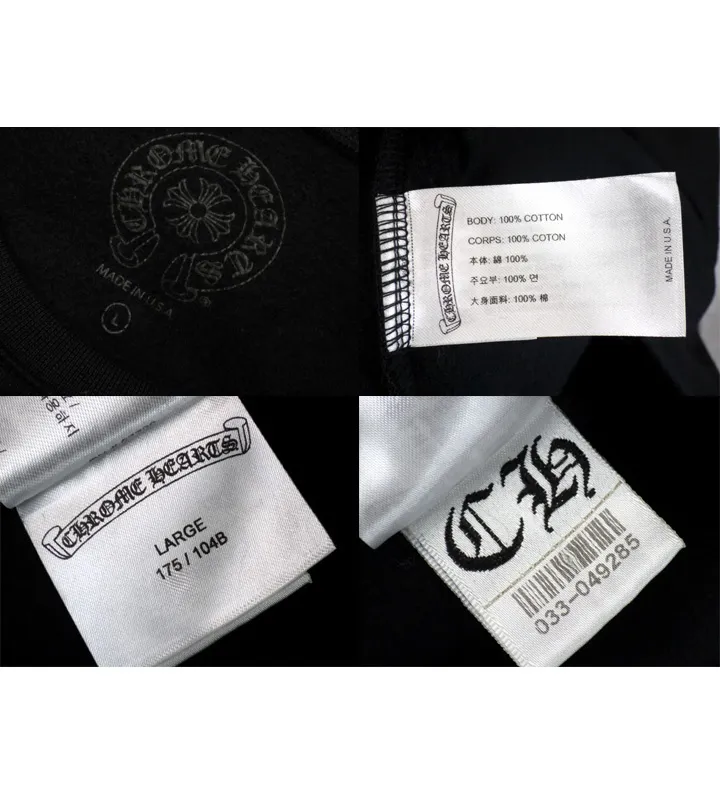 CHROME HEARTS
®
MADE IN U.S.A
L
CHROME HEARTS
BODY: 100% COTTON
CORPS: 100% COTON
本体: 綿 100%
주요부: 100% 면
大身面料: 100% 棉
MADE IN U.S.A.
CHROME HEARTS
LARGE
175 / 104B
CH
033-049285